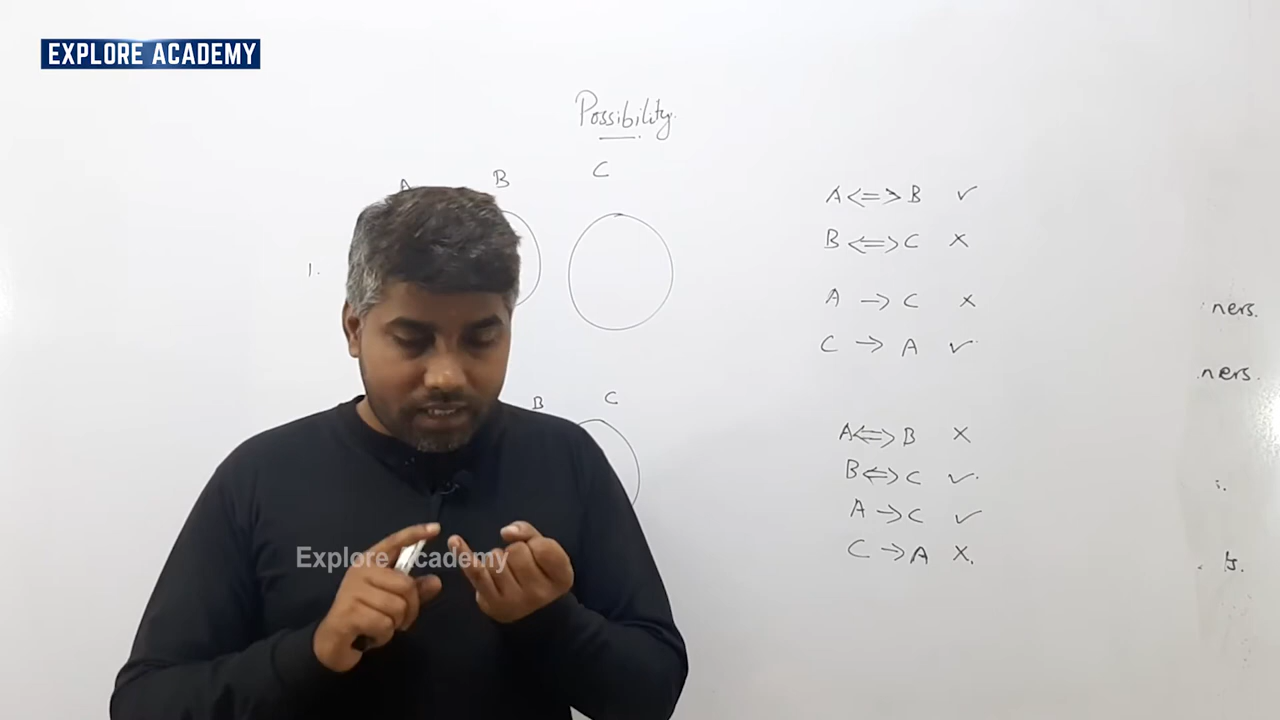 EXPLORE ACADEMY
Possibility
A B C
1.
A <=> B ✓
B <=> C ×
A → C ×
C → A ✓
B C
A <=> B ×
B <=> C ✓
A → C ✓
C → A ×.
ners.
ners.
Explore Academy